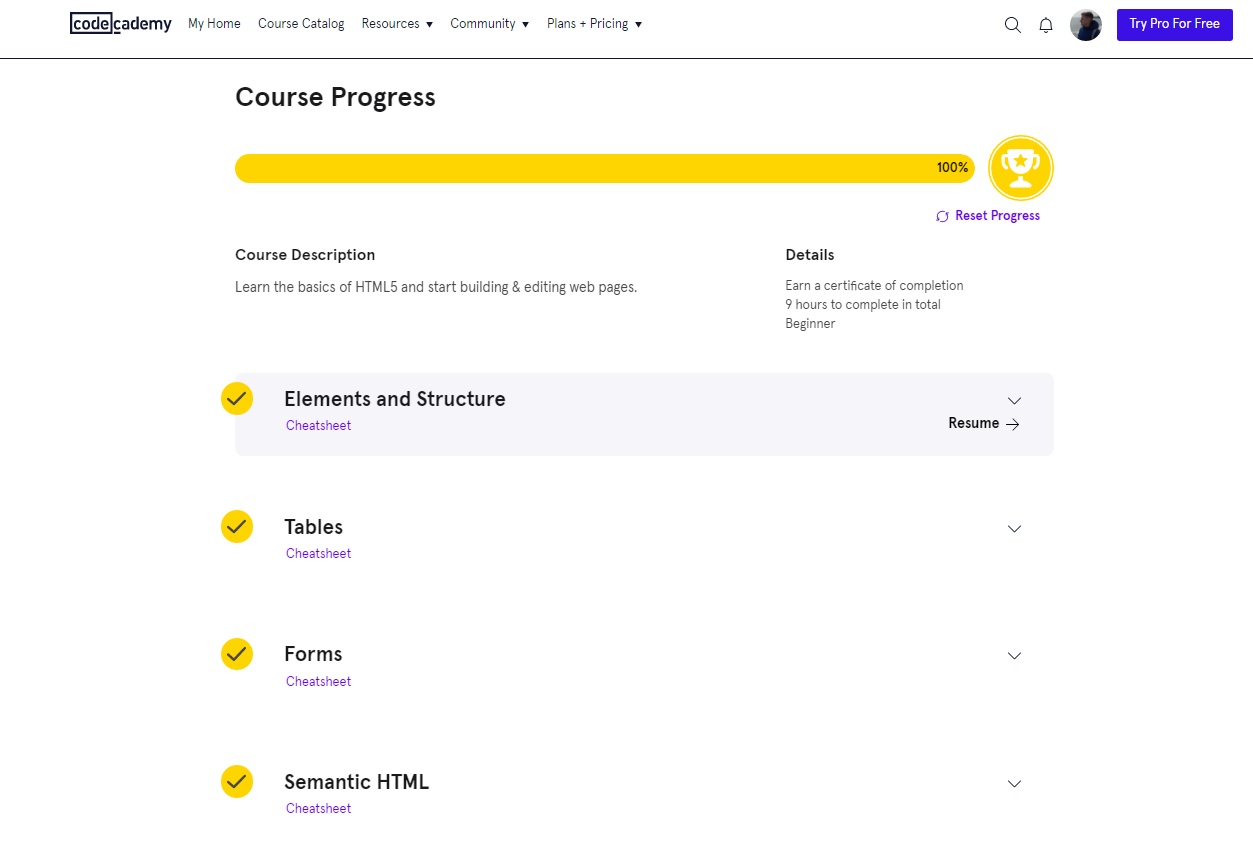 codecademy My Home Course Catalog Resources Community Plans + Pricing Try Pro For Free
Course Progress
100%
Reset Progress
Course Description
Learn the basics of HTML5 and start building & editing web pages.
Details
Earn a certificate of completion
9 hours to complete in total
Beginner
Elements and Structure
Cheatsheet
Resume
Tables
Cheatsheet
Forms
Cheatsheet
Semantic HTML
Cheatsheet